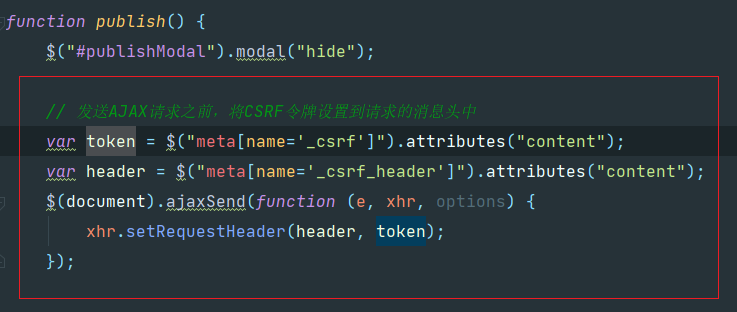 function publish() {
$("#publishModal").modal("hide");
// 发送AJAX请求之前，将CSRF令牌设置到请求的消息头中
var token = $("meta[name='_csrf']").attributes("content");
var header = $("meta[name='_csrf_header']").attributes("content");
$(document).ajaxSend(function (e, xhr, options) {
xhr.setRequestHeader(header, token);
});